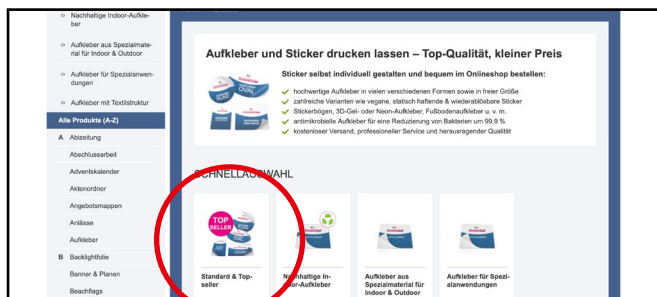 ›› Nachhaltige Indoor-Aufkle-
ber
›› Aufkleber aus Spezialmate-
rial für Indoor & Outdoor
›› Aufkleber für Spezialanwen-
dungen
›› Aufkleber mit Textilstruktur
Alle Produkte (A-Z)
A Abizeitung
Abschlussarbeit
Adventskalender
Aktenordner
Angebotsmappen
Anlässe
Aufkleber
B Backlightfolie
Banner & Planen
Beachflags
Aufkleber und Sticker drucken lassen – Top-Qualität, kleiner Preis
OVAL
Sticker selbst individuell gestalten und bequem im Onlineshop bestellen:
hochwertige Aufkleber in vielen verschiedenen Formen sowie in freier Größe
zahlreiche Varianten wie vegane, statisch haftende & wiederablösbare Sticker
Stickerbögen, 3D-Gel- oder Neon-Aufkleber, Fußbodenaufkleber u. v. m.
antimikrobielle Aufkleber für eine Reduzierung von Bakterien um 99,9 %
kostenloser Versand, professioneller Service und herausragender Qualität
SCHNELLAUSWAHL
TOP
SELLER
Standard & Top-
seller
Nachhaltige In-
door-Aufkleber
Aufkleber aus
Spezialmaterial für
Indoor & Outdoor
Aufkleber für Spezi-
alanwendungen